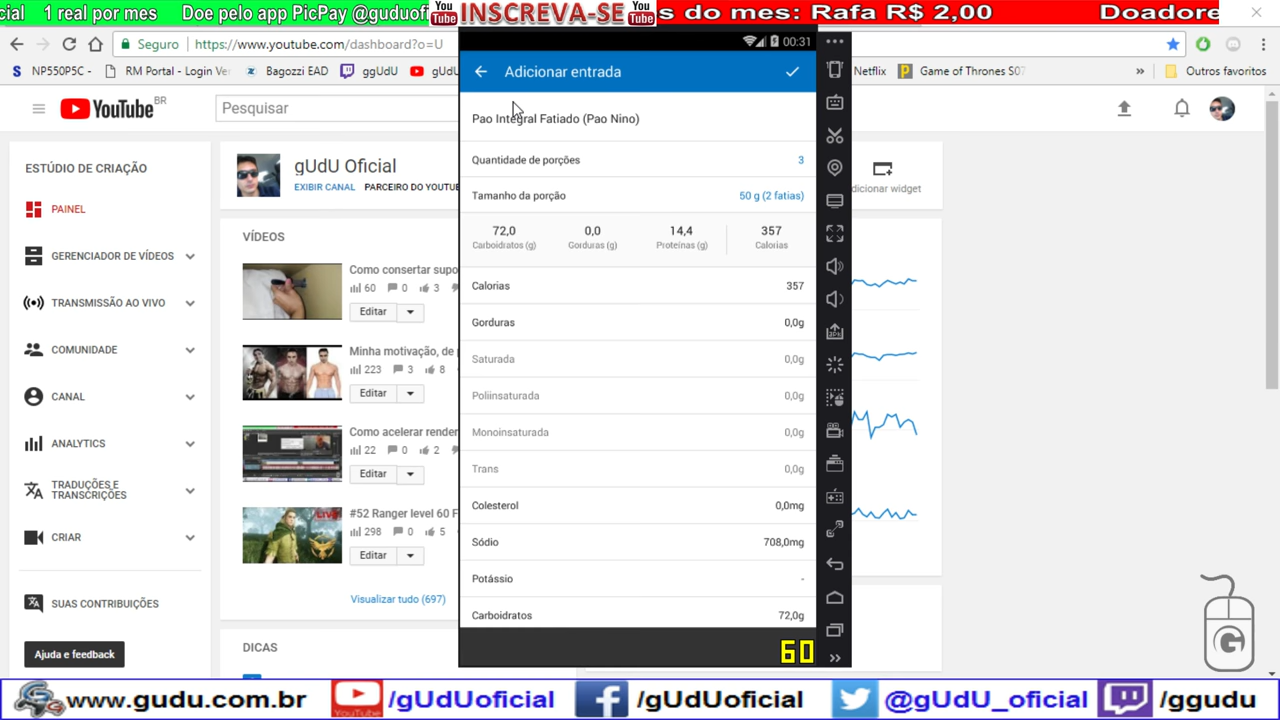 cial 1 real por mes Doe pelo app PicPay @guduof
You Tube INSCREVA-SE You Tube
s do mes: Rafa R$ 2,00 Doadore
Seguro https://www.youtube.com/dashboard?o=U
NP550P5C - RM Portal - Login Ve Bagozzi EAD ggUdU gUdU
Netflix Game of Thrones S07 » Outros favoritos
YouTube BR
Pesquisar
ESTÚDIO DE CRIAÇÃO
PAINEL
GERENCIADOR DE VÍDEOS
TRANSMISSÃO AO VIVO
COMUNIDADE
CANAL
ANALYTICS
TRADUÇÕES E
TRANSCRIÇÕES
CRIAR
SUAS CONTRIBUIÇÕES
Ajuda e feedback
gUdU Oficial
EXIBIR CANAL PARCEIRO DO YOUTUB
dicionar widget
VÍDEOS
Como consertar supo
60 0 3
Editar
Minha motivação, de p
223 3 8
Editar
Como acelerar render
22 0 2
Editar
#52 Ranger level 60 F
298 0 5
Editar
Visualizar tudo (697)
DICAS
00:31
Adicionar entrada
Pao Integral Fatiado (Pao Nino)
Quantidade de porções 3
Tamanho da porção 50 g (2 fatias)
72,0 0,0 14,4 357
Carboidratos (g) Gorduras (g) Proteínas (g) Calorias
Calorias 357
Gorduras 0,0g
Saturada 0,0g
Poliinsaturada 0,0g
Monoinsaturada 0,0g
Trans 0,0g
Colesterol 0,0mg
Sódio 708,0mg
Potássio -
Carboidratos 72,0g
60
G
www.gudu.com.br YouTube /gUdUoficial /gUdUoficial @gUdU_oficial /ggudu